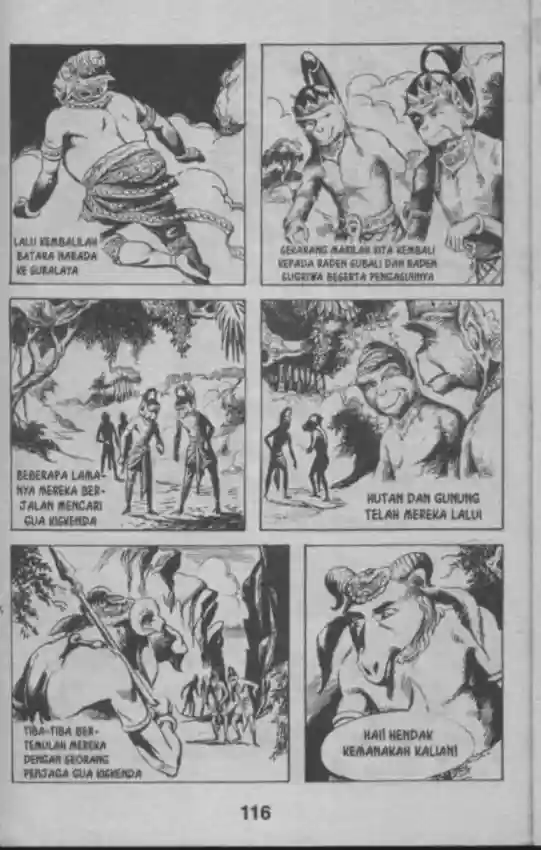 LALU KEMBALILAH
BATARA NARADA
KE SURALAYA
SEKARANG MARILAH KITA KEMBALI
KEPADA RADEN SUBALI DAN RADEN
SUGRIWA BESERTA PENGASUHNYA
BEBERAPA LAMA-
NYA MEREKA BER-
JALAN MENCARI
GUA KISKENDA
HUTAN DAN GUNUNG
TELAH MEREKA LALUI
TIBA-TIBA BER-
TEMULAH MEREKA
DENGAN SEORANG
PENJAGA GUA KISKENDA
HAI! HENDAK
KEMANAKAH KALIAN!
116